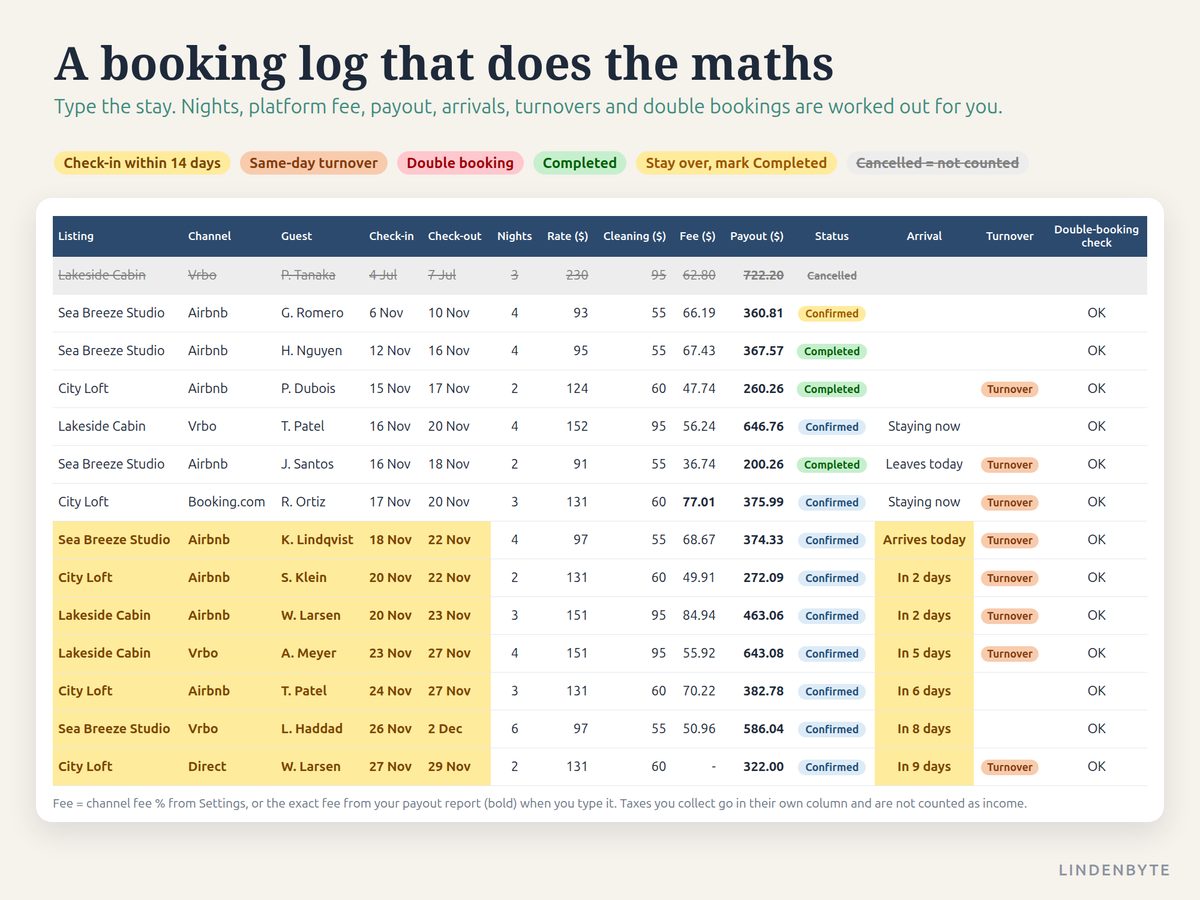 A booking log that does the maths
Type the stay. Nights, platform fee, payout, arrivals, turnovers and double bookings are worked out for you.
Check-in within 14 days Same-day turnover Double booking Completed Stay over, mark Completed Cancelled = not counted
Listing Channel Guest Check-in Check-out Nights Rate ($) Cleaning ($) Fee ($) Payout ($) Status Arrival Turnover Double-booking check
Lakeside Cabin Vrbo P. Tanaka 4 Jul 7 Jul 3 230 95 62.80 722.20 Cancelled
Sea Breeze Studio Airbnb G. Romero 6 Nov 10 Nov 4 93 55 66.19 360.81 Confirmed OK
Sea Breeze Studio Airbnb H. Nguyen 12 Nov 16 Nov 4 95 55 67.43 367.57 Completed OK
City Loft Airbnb P. Dubois 15 Nov 17 Nov 2 124 60 47.74 260.26 Completed Turnover OK
Lakeside Cabin Vrbo T. Patel 16 Nov 20 Nov 4 152 95 56.24 646.76 Confirmed Staying now OK
Sea Breeze Studio Airbnb J. Santos 16 Nov 18 Nov 2 91 55 36.74 200.26 Completed Leaves today Turnover OK
City Loft Booking.com R. Ortiz 17 Nov 20 Nov 3 131 60 77.01 375.99 Confirmed Staying now Turnover OK
Sea Breeze Studio Airbnb K. Lindqvist 18 Nov 22 Nov 4 97 55 68.67 374.33 Confirmed Arrives today Turnover OK
City Loft Airbnb S. Klein 20 Nov 22 Nov 2 131 60 49.91 272.09 Confirmed In 2 days Turnover OK
Lakeside Cabin Airbnb W. Larsen 20 Nov 23 Nov 3 151 95 84.94 463.06 Confirmed In 2 days Turnover OK
Lakeside Cabin Vrbo A. Meyer 23 Nov 27 Nov 4 151 95 55.92 643.08 Confirmed In 5 days Turnover OK
City Loft Airbnb T. Patel 24 Nov 27 Nov 3 131 60 70.22 382.78 Confirmed In 6 days OK
Sea Breeze Studio Vrbo L. Haddad 26 Nov 2 Dec 6 97 55 50.96 586.04 Confirmed In 8 days OK
City Loft Direct W. Larsen 27 Nov 29 Nov 2 131 60 - 322.00 Confirmed In 9 days Turnover OK
Fee = channel fee % from Settings, or the exact fee from your payout report (bold) when you type it. Taxes you collect go in their own column and are not counted as income.
LINDENBYTE